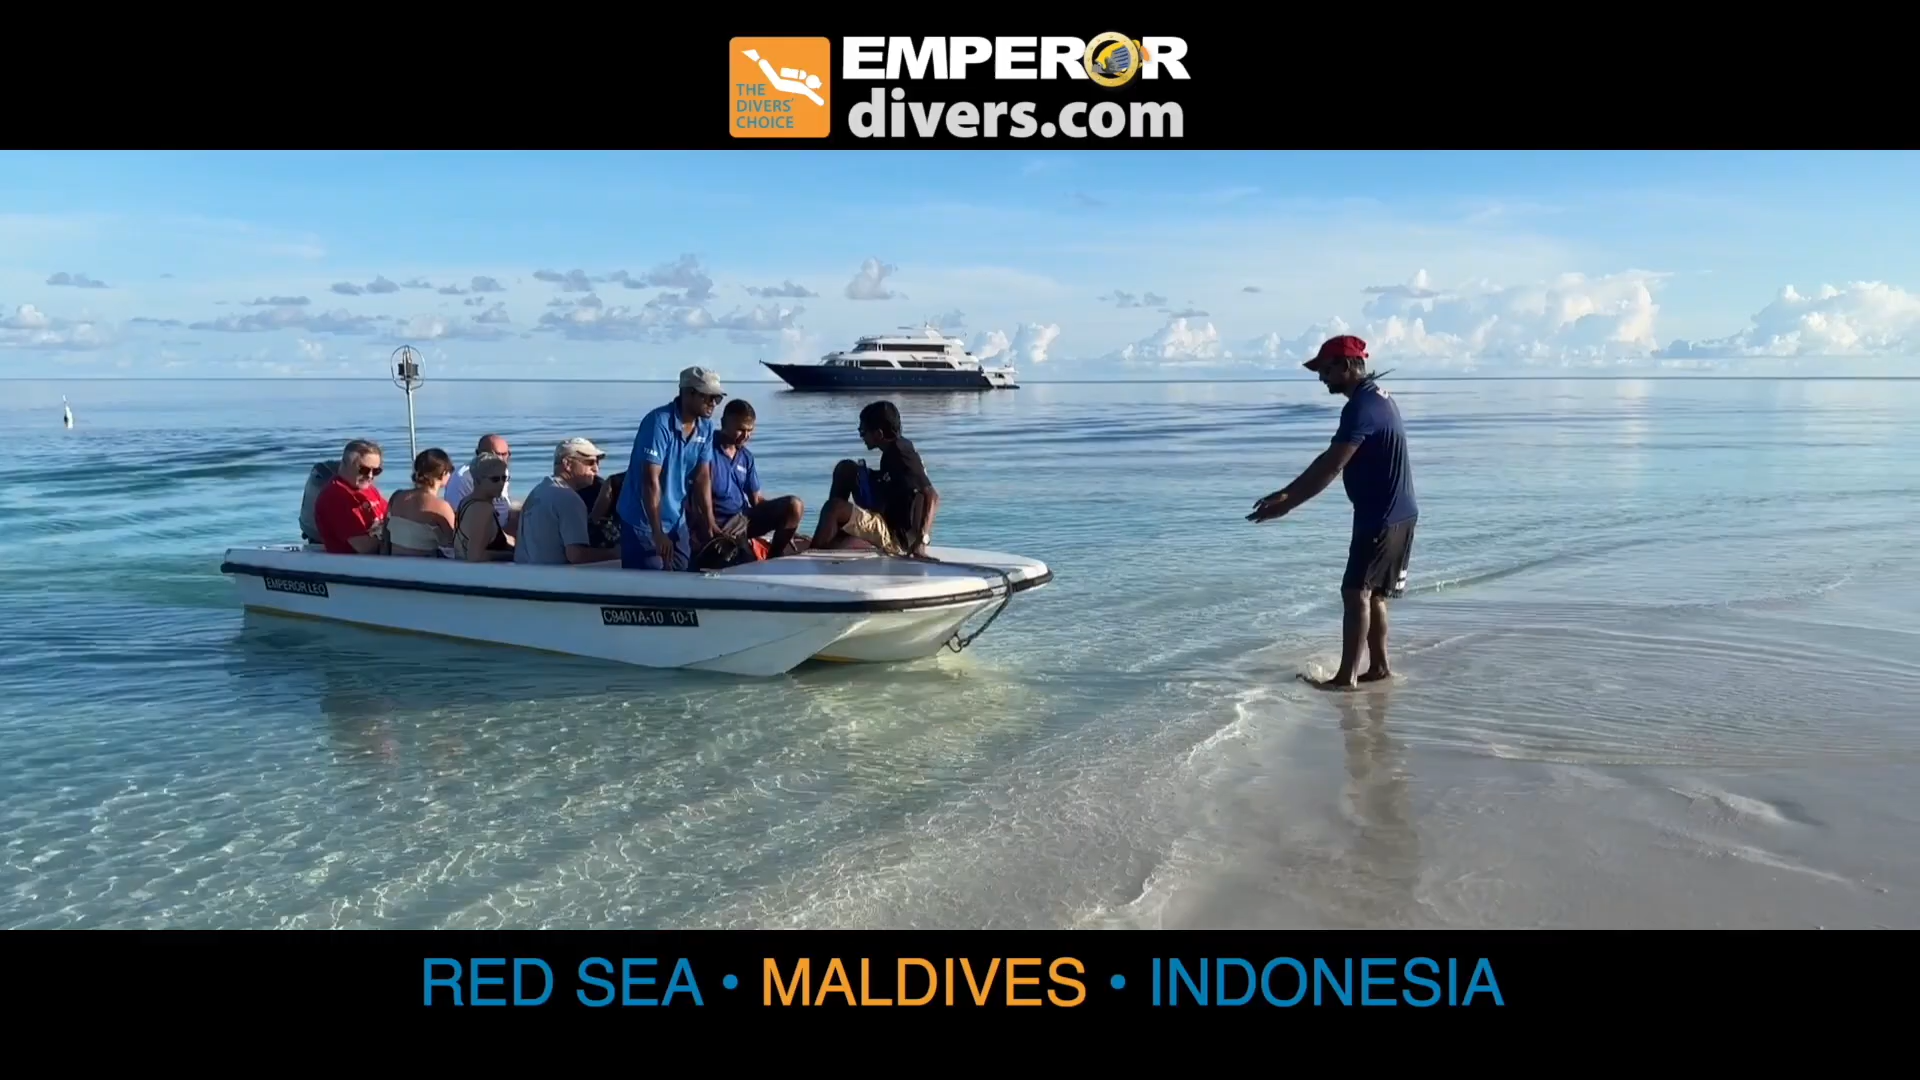 THE
DIVERS'
CHOICE
EMPEROR
divers.com
EMPEROR LEO
C9401A-10 10-T
RED SEA • MALDIVES • INDONESIA